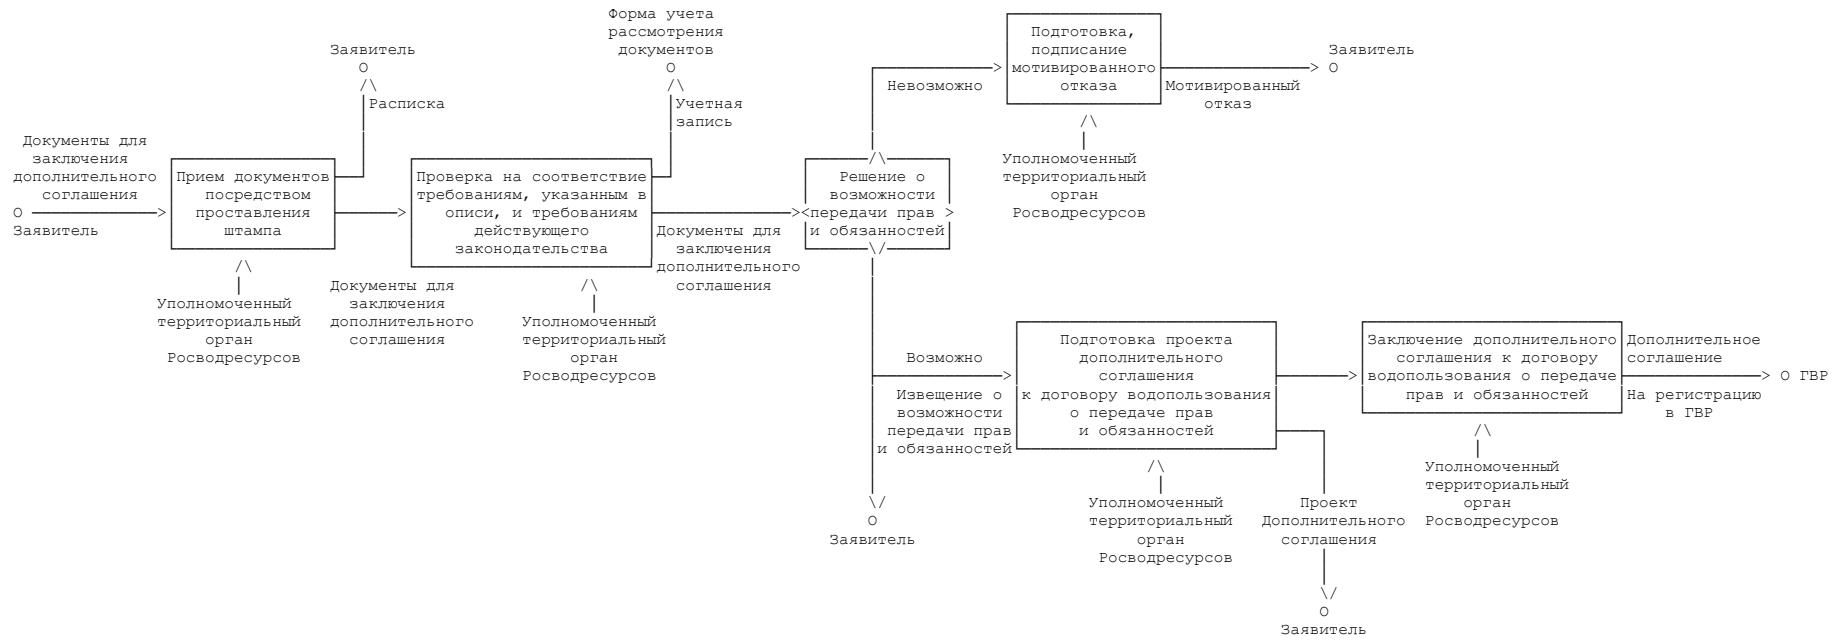 Документы для
заключения
дополнительного
соглашения
O
Заявитель
Прием документов
посредством
проставления
штампа
Уполномоченный
территориальный
орган
Росводресурсов
Заявитель
O
Расписка
Документы для
заключения
дополнительного
соглашения
Проверка на соответствие
требованиям, указанным в
описи, и требованиям
действующего
законодательства
Уполномоченный
территориальный
орган
Росводресурсов
Форма учета
рассмотрения
документов
O
Учетная
запись
Документы для
заключения
дополнительного
соглашения
Решение о
возможности
передачи прав
и обязанностей
Невозможно
Подготовка,
подписание
мотивированного
отказа
Уполномоченный
территориальный
орган
Росводресурсов
Мотивированный
отказ
Заявитель
O
Возможно
Извещение о
возможности
передачи прав
и обязанностей
O
Заявитель
Подготовка проекта
дополнительного
соглашения
к договору водопользования
о передаче прав
и обязанностей
Уполномоченный
территориальный
орган
Росводресурсов
Проект
Дополнительного
соглашения
O
Заявитель
Заключение дополнительного
соглашения к договору
водопользования о передаче
прав и обязанностей
Уполномоченный
территориальный
орган
Росводресурсов
Дополнительное
соглашение
O ГВР
На регистрацию
в ГВР